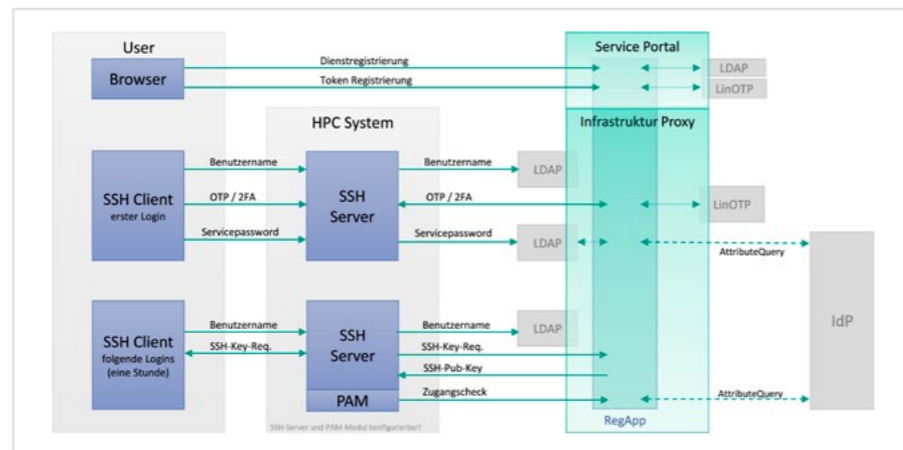 User
Service Portal
Browser
Dienstregistrierung
Token Registrierung
LDAP
LinOTP
HPC System
Infrastruktur Proxy
SSH Client
erster Login
Benutzername
OTP / 2FA
Servicepassword
SSH
Server
Benutzername
OTP / 2FA
Servicepassword
LDAP
LDAP
LinOTP
AttributeQuery
IdP
SSH Client
folgende Logins
(eine Stunde)
Benutzername
SSH-Key-Req.
SSH
Server
PAM
Benutzername
SSH-Key-Req.
SSH-Pub-Key
Zugangscheck
LDAP
AttributeQuery
RegApp
SSH-Server und PAM-Modul konfigurierbar!